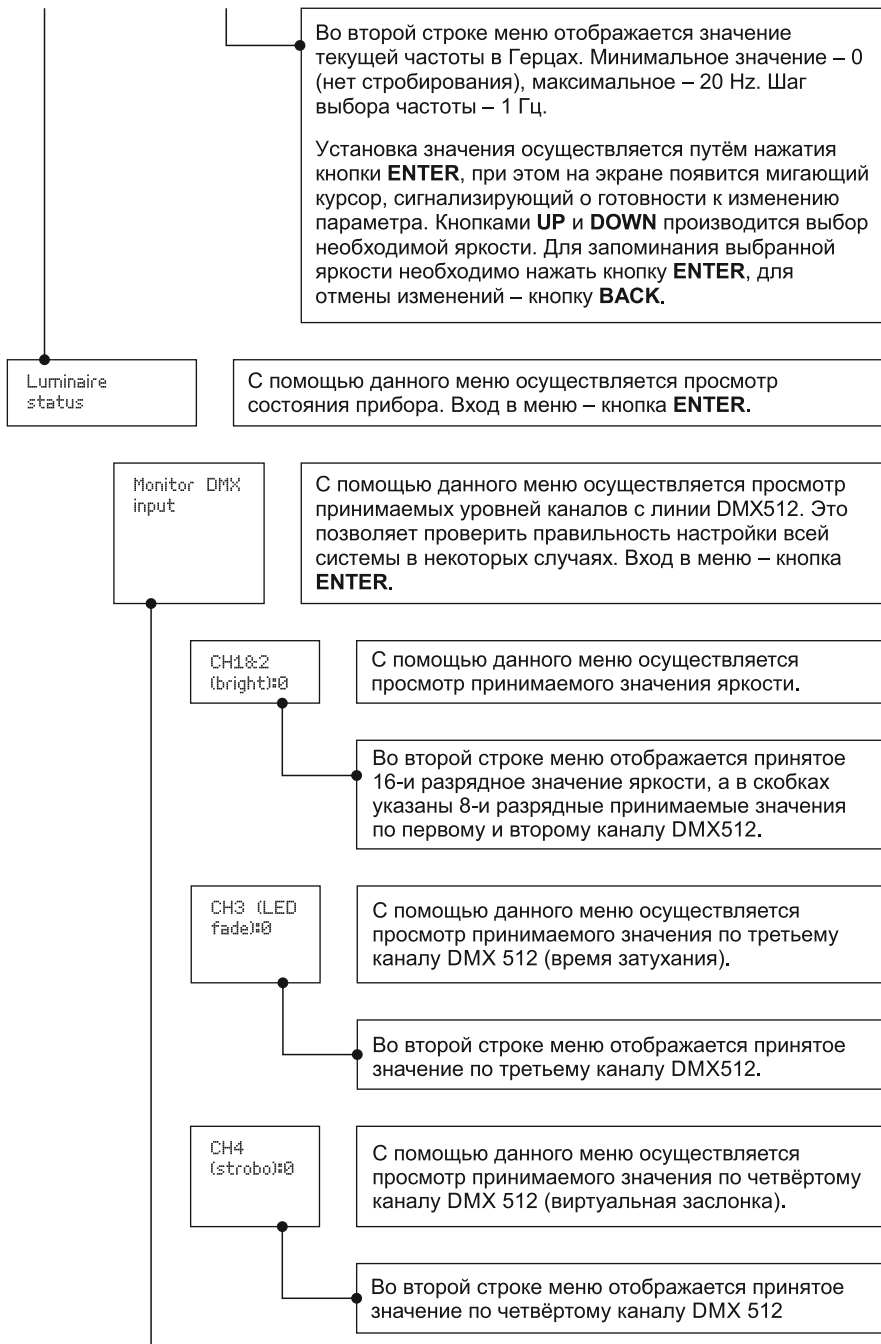 Во второй строке меню отображается значение
текущей частоты в Герцах. Минимальное значение – 0
(нет стробирования), максимальное – 20 Hz. Шаг
выбора частоты – 1 Гц.
Установка значения осуществляется путём нажатия
кнопки ENTER, при этом на экране появится мигающий
курсор, сигнализирующий о готовности к изменению
параметра. Кнопками UP и DOWN производится выбор
необходимой яркости. Для запоминания выбранной
яркости необходимо нажать кнопку ENTER, для
отмены изменений – кнопку BACK.
Luminaire
status
С помощью данного меню осуществляется просмотр
состояния прибора. Вход в меню – кнопка ENTER.
Monitor DMX
input
С помощью данного меню осуществляется просмотр
принимаемых уровней каналов с линии DMX512. Это
позволяет проверить правильность настройки всей
системы в некоторых случаях. Вход в меню – кнопка
ENTER.
CH1&2
(bright):0
С помощью данного меню осуществляется
просмотр принимаемого значения яркости.
Во второй строке меню отображается принятое
16-и разрядное значение яркости, а в скобках
указаны 8-и разрядные принимаемые значения
по первому и второму каналу DMX512.
CH3 (LED
fade):0
С помощью данного меню осуществляется
просмотр принимаемого значения по третьему
каналу DMX 512 (время затухания).
Во второй строке меню отображается принятое
значение по третьему каналу DMX512.
CH4
(strobo):0
С помощью данного меню осуществляется
просмотр принимаемого значения по четвёртому
каналу DMX 512 (виртуальная заслонка).
Во второй строке меню отображается принятое
значение по четвёртому каналу DMX 512